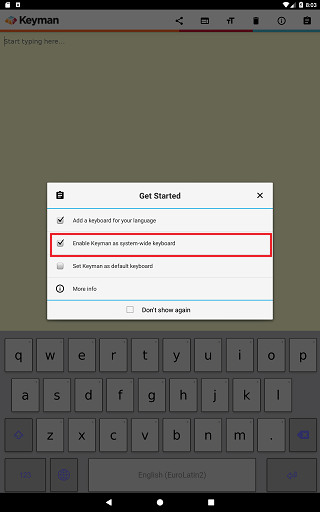 8:03
Keyman
Start typing here...
Get Started
Add a keyboard for your language
Enable Keyman as system-wide keyboard
Set Keyman as default keyboard
More info
Don't show again
q w e r t y u i o p
a s d f g h j k l
z x c v b n m .
123 English (EuroLatin2)